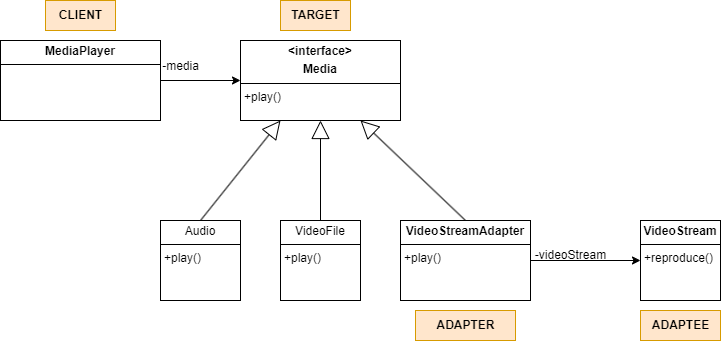 CLIENT
TARGET
MediaPlayer
<interface>
Media
-media
+play()
Audio
VideoFile
VideoStreamAdapter
VideoStream
+play()
+play()
+play()
-videoStream
+reproduce()
ADAPTER
ADAPTEE